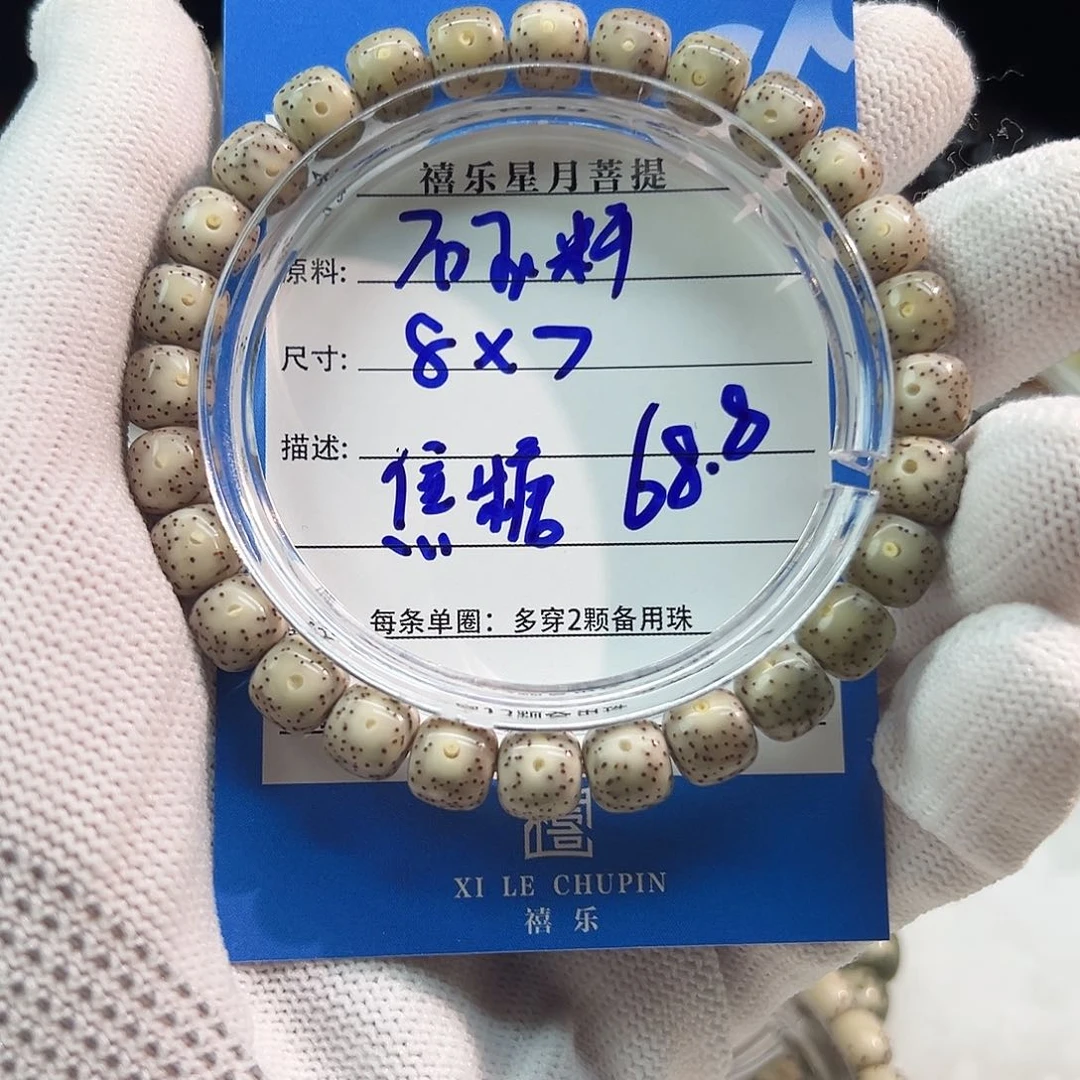 禧乐星月菩提
原料: 石砑料
尺寸: 8×7
描述: 焦糖 68.8
每条单圈：多穿2颗备用珠
XI LE CHUPIN
禧乐